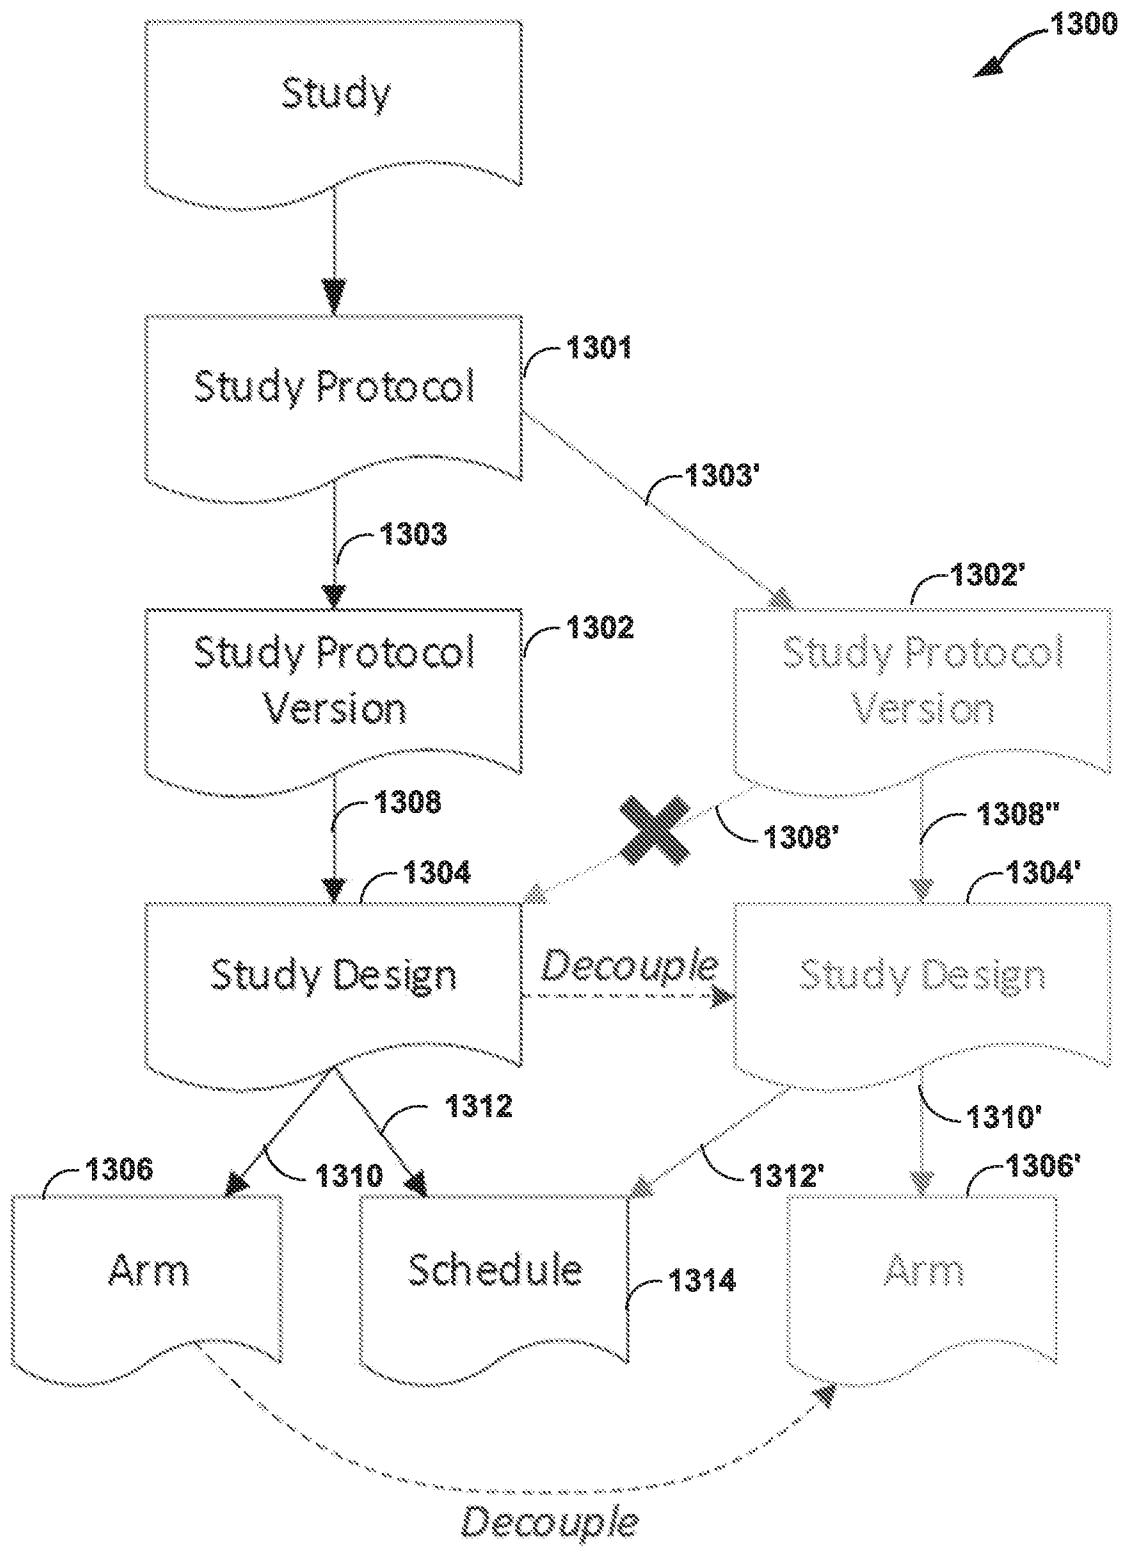 1300
Study
1301
Study Protocol
1303'
1303
1302'
1302
Study Protocol
Version
Study Protocol
Version
1308
1308'
1308"
1304
1304'
Study Design
Decouple
Study Design
1312
1310'
1306
1310
1312'
1306'
Arm
Schedule
1314
Arm
Decouple